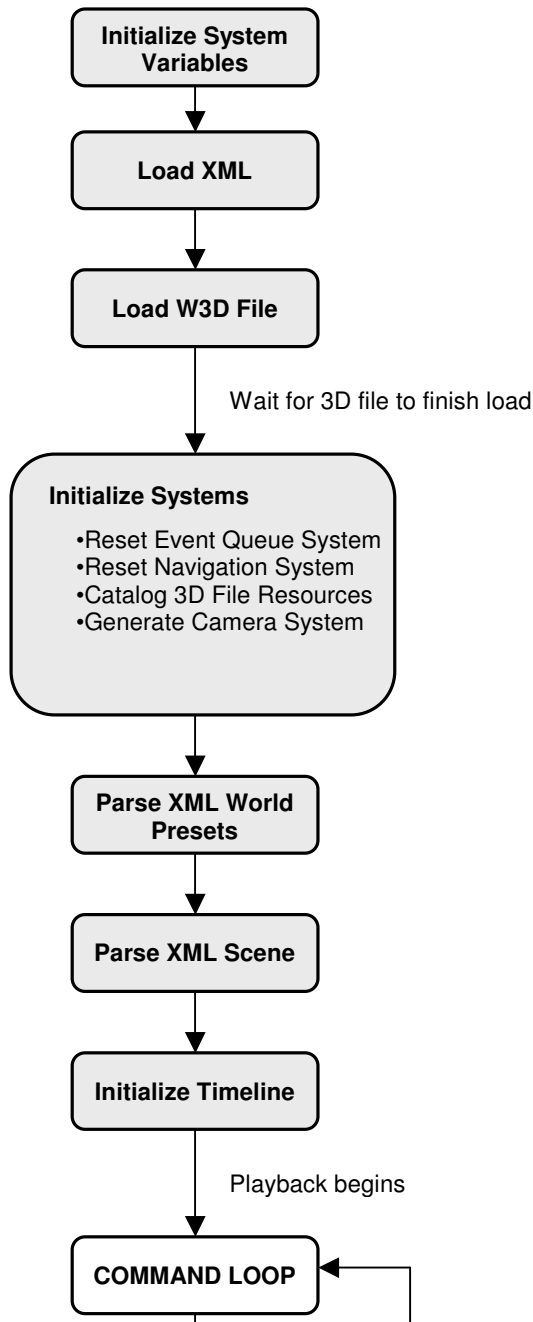 Initialize System
Variables
Load XML
Load W3D File
Wait for 3D file to finish load
Initialize Systems
•Reset Event Queue System
•Reset Navigation System
•Catalog 3D File Resources
•Generate Camera System
Parse XML World
Presets
Parse XML Scene
Initialize Timeline
Playback begins
COMMAND LOOP